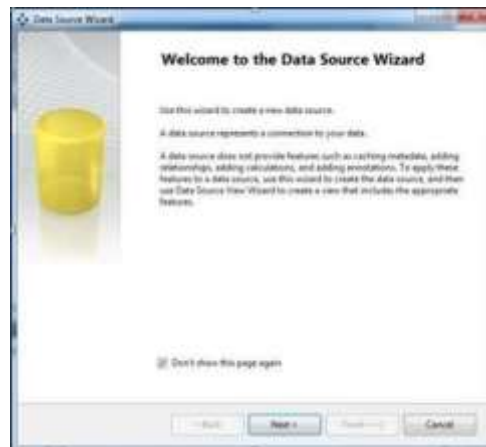 Data Source Wizard
Welcome to the Data Source Wizard
Use this wizard to create a new data source.
A data source represents a connection to your data.
A data source does not provide features such as caching metadata, adding
relationships, adding calculations, and adding annotations. To apply these
features to a data source, use this wizard to create the data source, and then
use Data Source View Wizard to create a view that includes the appropriate
features.
Don't show this page again
< Back
Next >
Cancel